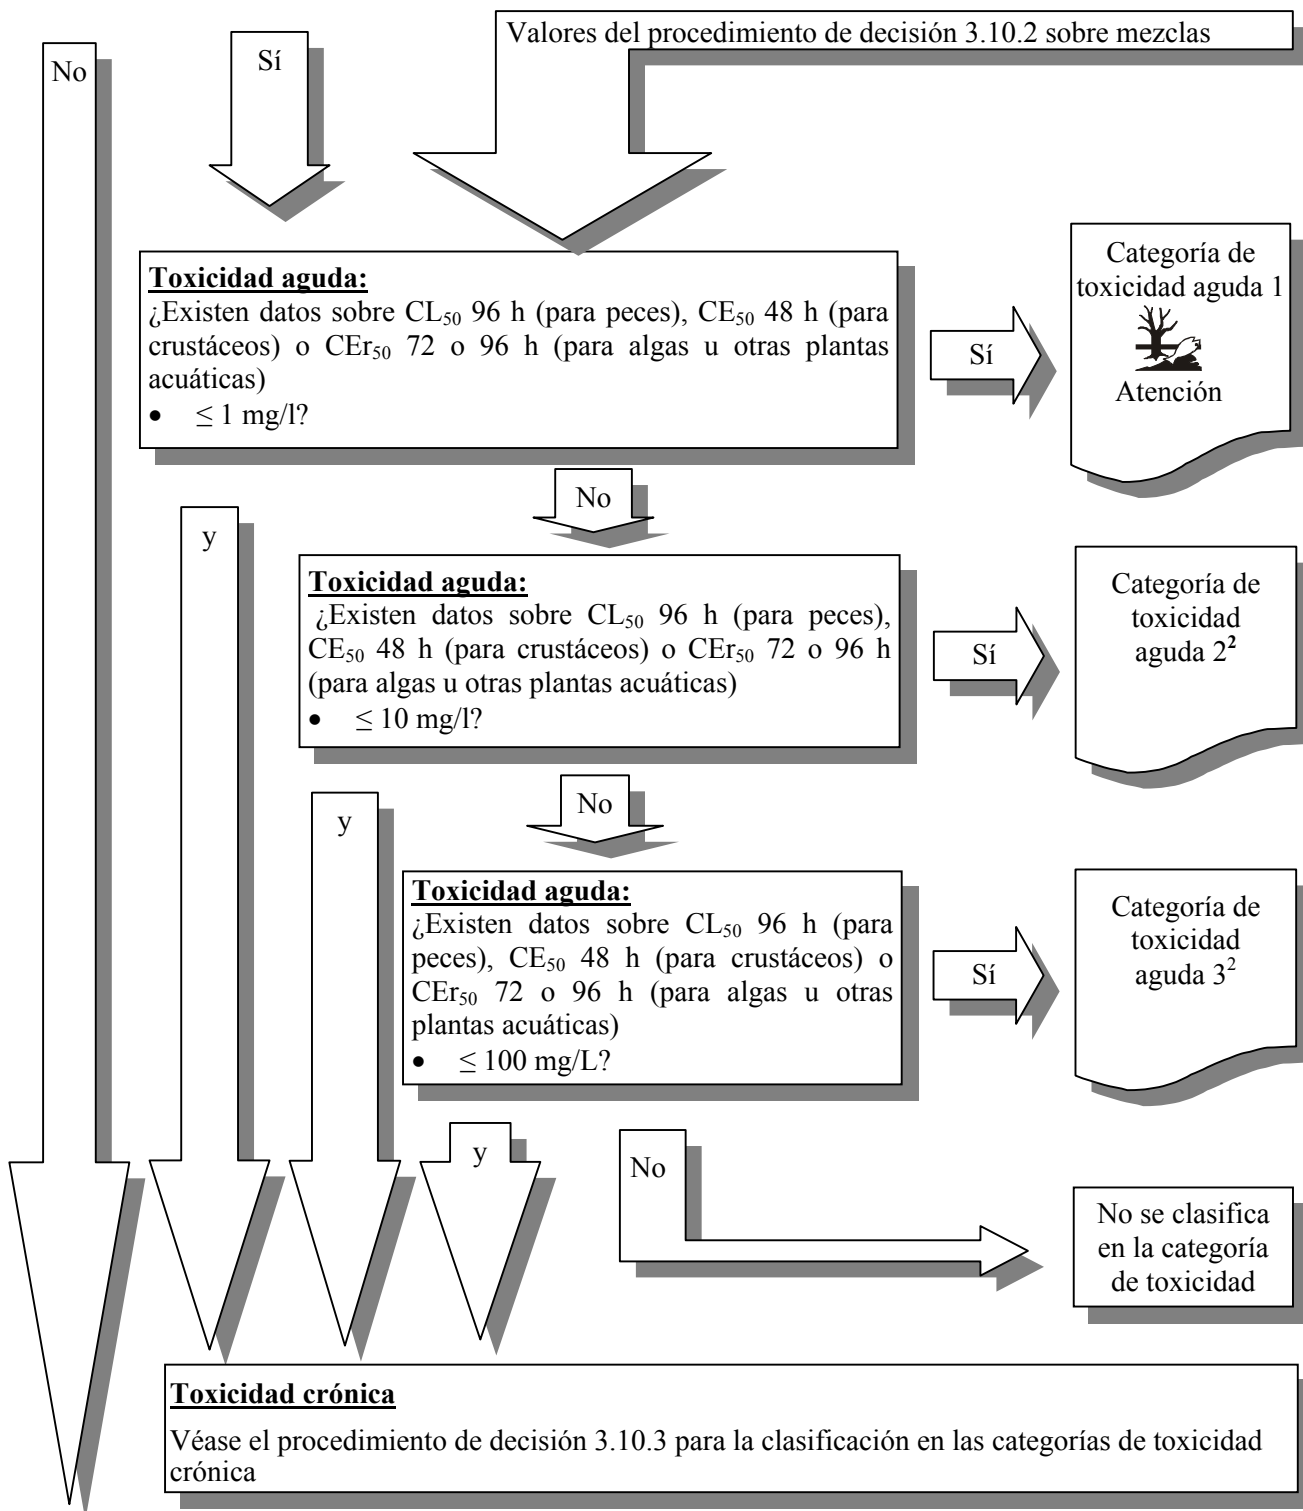 Valores del procedimiento de decisión 3.10.2 sobre mezclas
No
Sí
Toxicidad aguda:
¿Existen datos sobre CL₅₀ 96 h (para peces), CE₅₀ 48 h (para
crustáceos) o CEr₅₀ 72 o 96 h (para algas u otras plantas
acuáticas)
• ≤ 1 mg/l?
Sí
Categoría de
toxicidad aguda 1
Atención
No
y
Toxicidad aguda:
¿Existen datos sobre CL₅₀ 96 h (para peces),
CE₅₀ 48 h (para crustáceos) o CEr₅₀ 72 o 96 h
(para algas u otras plantas acuáticas)
• ≤ 10 mg/l?
Sí
Categoría de
toxicidad
aguda 2²
No
y
Toxicidad aguda:
¿Existen datos sobre CL₅₀ 96 h (para
peces), CE₅₀ 48 h (para crustáceos) o
CEr₅₀ 72 o 96 h (para algas u otras
plantas acuáticas)
• ≤ 100 mg/L?
Sí
Categoría de
toxicidad
aguda 3²
y
No
No se clasifica
en la categoría
de toxicidad
Toxicidad crónica
Véase el procedimiento de decisión 3.10.3 para la clasificación en las categorías de toxicidad
crónica